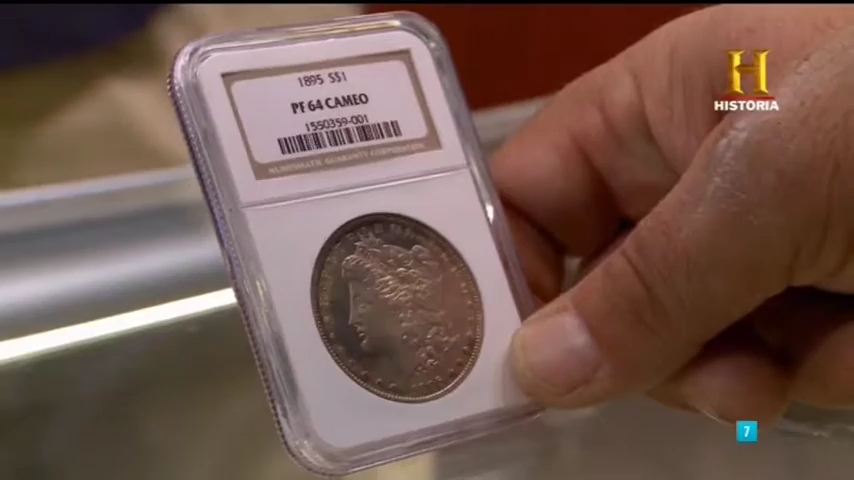 1895 S$1
PF 64 CAMEO
1550359-001
NUMISMATIC GUARANTY CORPORATION
H
HISTORIA
7